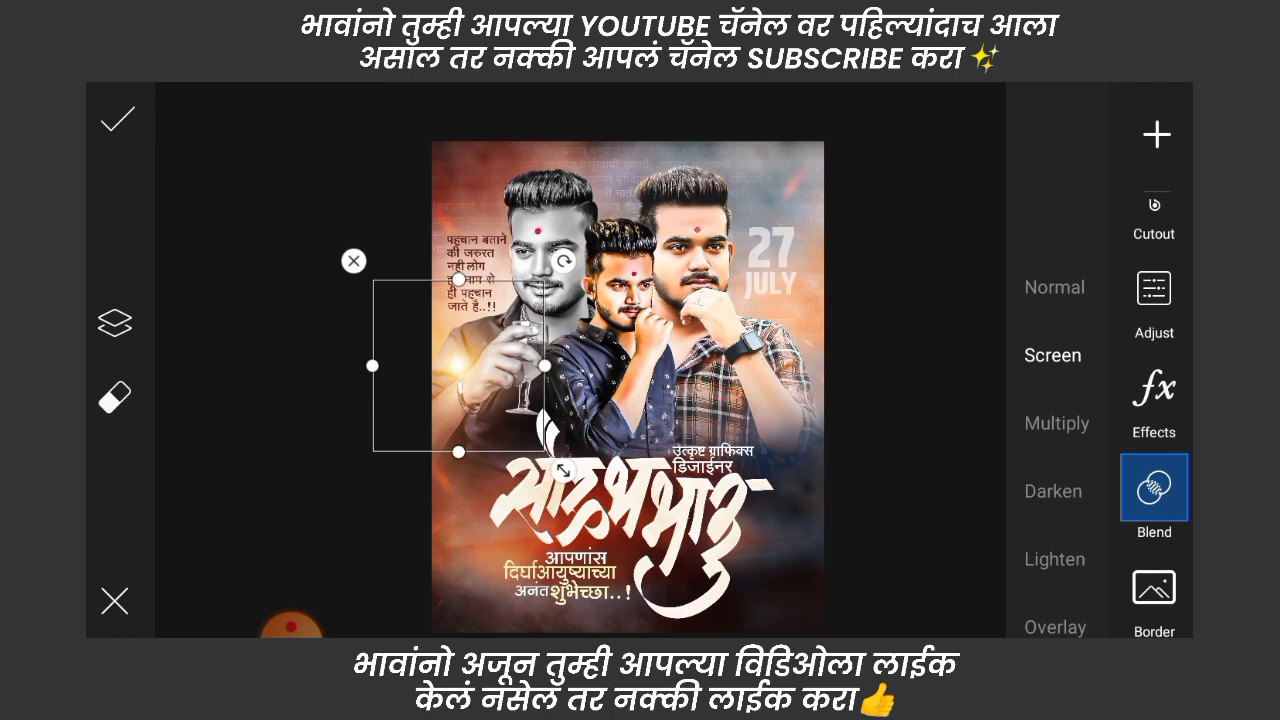 भावांनो तुम्ही आपल्या YOUTUBE चॅनेल वर पहिल्यांदाच आला
असाल तर नक्की आपलं चॅनेल SUBSCRIBE करा ✨
पहचान बताने
की जरुरत
नही लोग
से
ही पहचान
जाते है..!!
27
JULY
उत्कृष्ट ग्राफिक्स
डिजाईनर
सौरभ भाऊ
आपणांस
दिर्घाआयुष्याच्या
अनंत शुभेच्छा..!
Normal
Screen
Multiply
Darken
Lighten
Overlay
Cutout
Adjust
fx
Effects
Blend
Border
भावांनो अजून तुम्ही आपल्या विडिओला लाईक
केलं नसेल तर नक्की लाईक करा👍